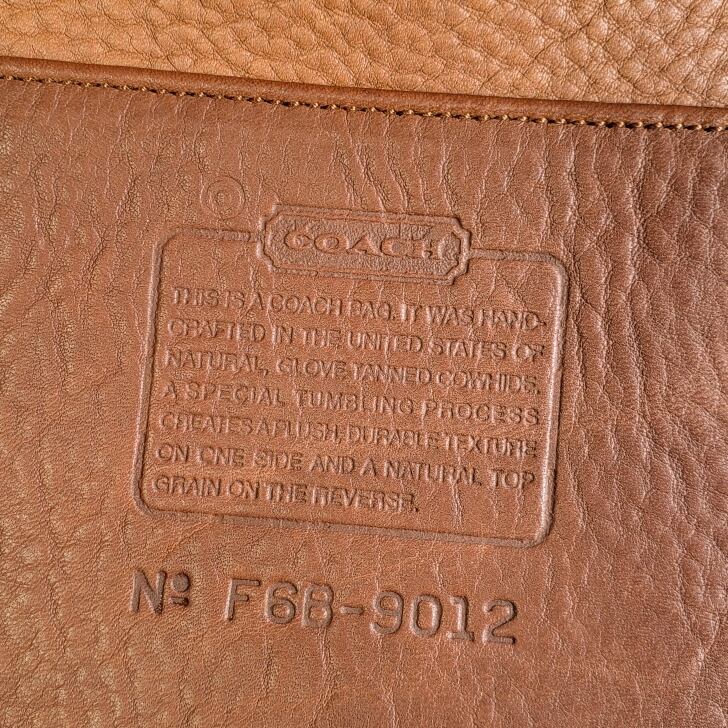 ©
COACH
THIS IS A COACH BAG. IT WAS HAND-
CRAFTED IN THE UNITED STATES OF
NATURAL, GLOVE TANNED COWHIDE.
A SPECIAL TUMBLING PROCESS
CREATES A PLUSH, DURABLE TEXTURE
ON ONE SIDE AND A NATURAL TOP
GRAIN ON THE REVERSE.
Nº F6B-9012